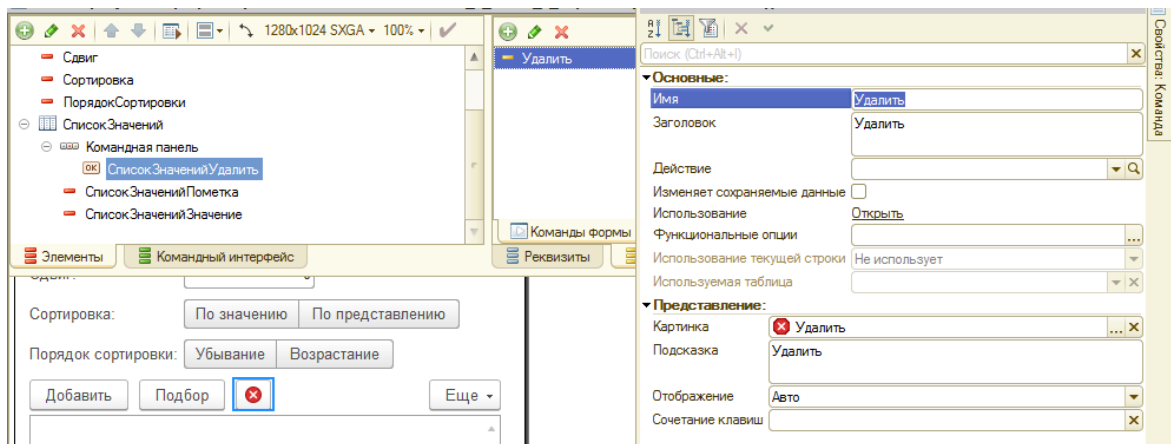 1280x1024 SXGA
100%
Сдвиг
Сортировка
ПорядокСортировки
СписокЗначений
Командная панель
OK СписокЗначенийУдалить
СписокЗначенийПометка
СписокЗначенийЗначение
Элементы
Командный интерфейс
Удалить
Команды формы
Реквизиты
Сортировка:
По значению
По представлению
Порядок сортировки:
Убывание
Возрастание
Добавить
Подбор
Еще
Поиск (Ctrl+Alt+I)
Основные:
Имя Удалить
Заголовок Удалить
Действие
Изменяет сохраняемые данные
Использование Открыть
Функциональные опции
Использование текущей строки Не использует
Используемая таблица
Представление:
Картинка Удалить
Подсказка Удалить
Отображение Авто
Сочетание клавиш
Свойства: Команда